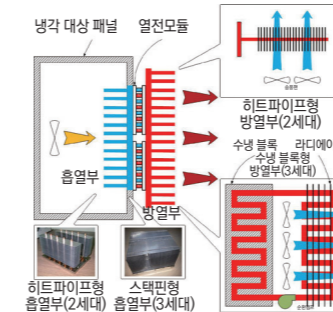 냉각 대상 패널
열전모듈
흡열부
방열부
히트파이프형
방열부(2세대)
수냉 블록
라디에이
수냉 블록형
방열부(3세대)
히트파이프형
흡열부(2세대)
스택핀형
흡열부(3세대)